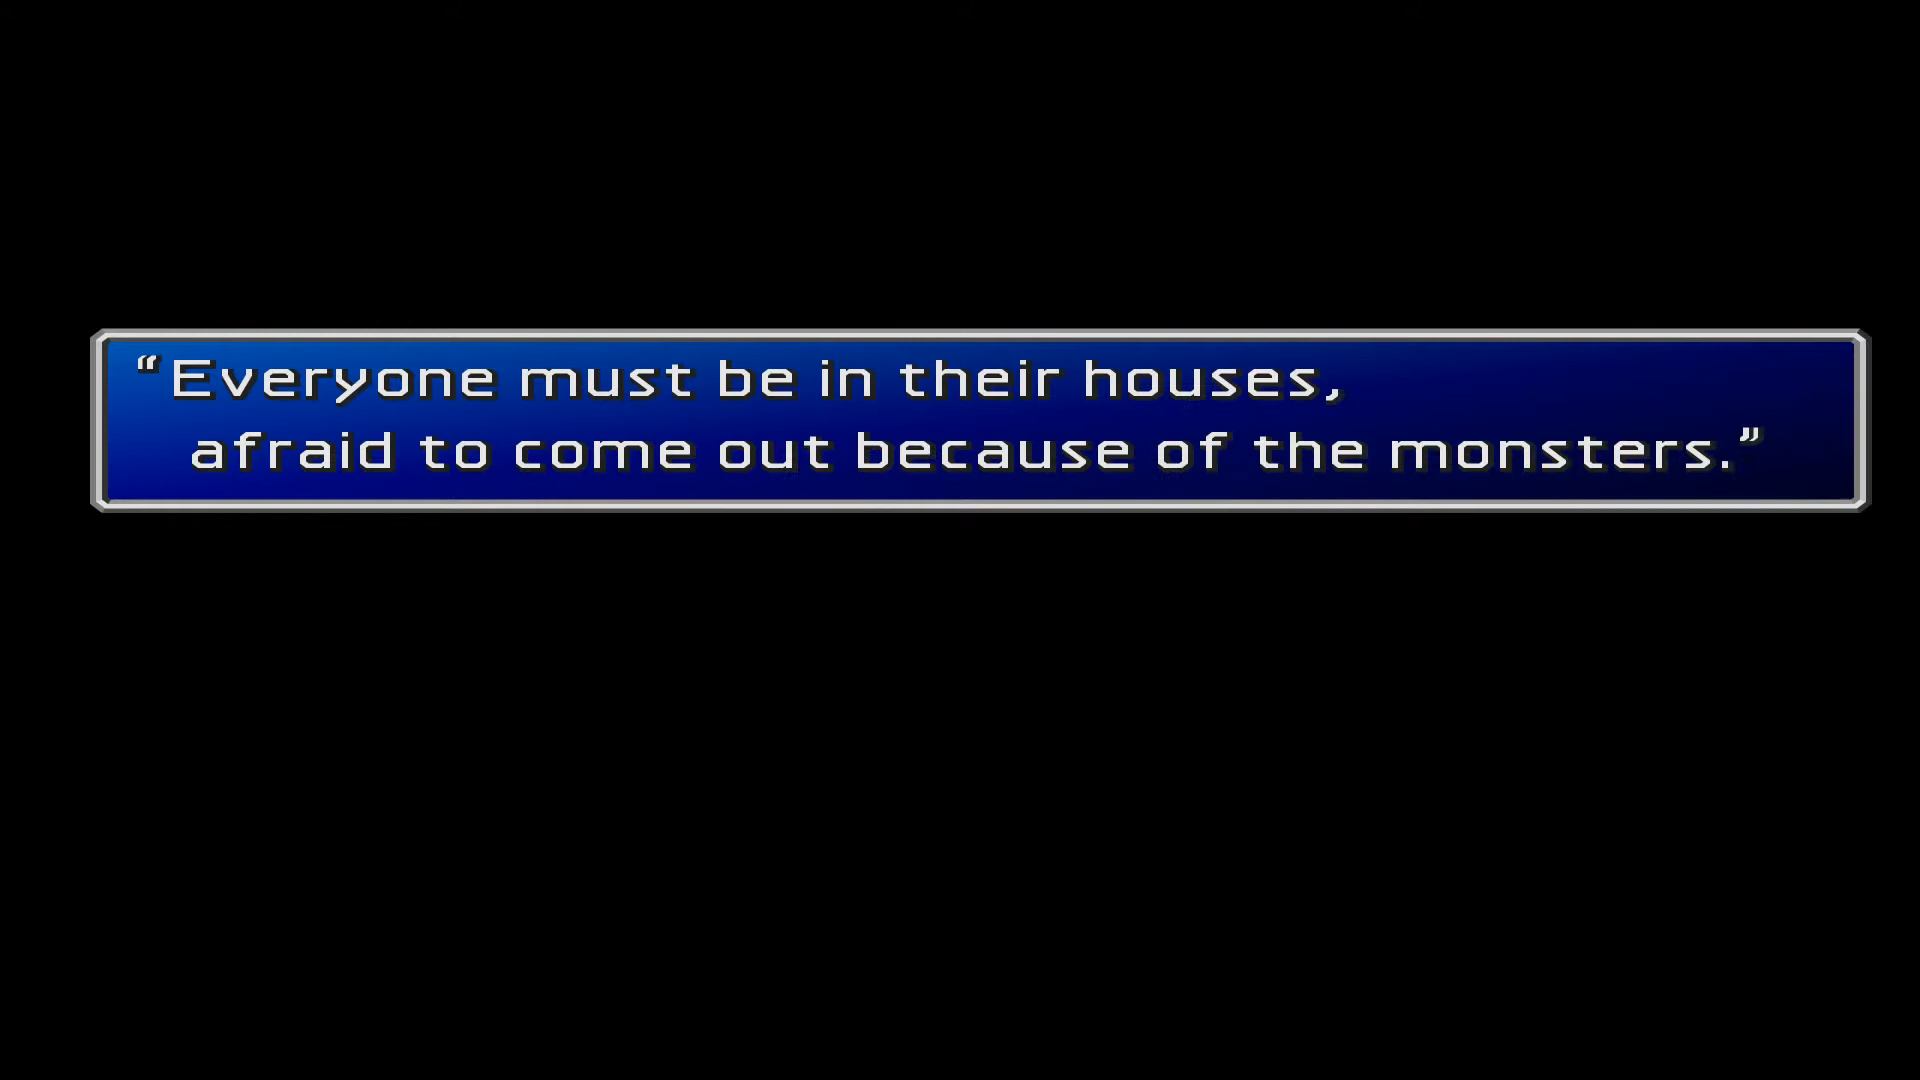 “Everyone must be in their houses,
afraid to come out because of the monsters.”